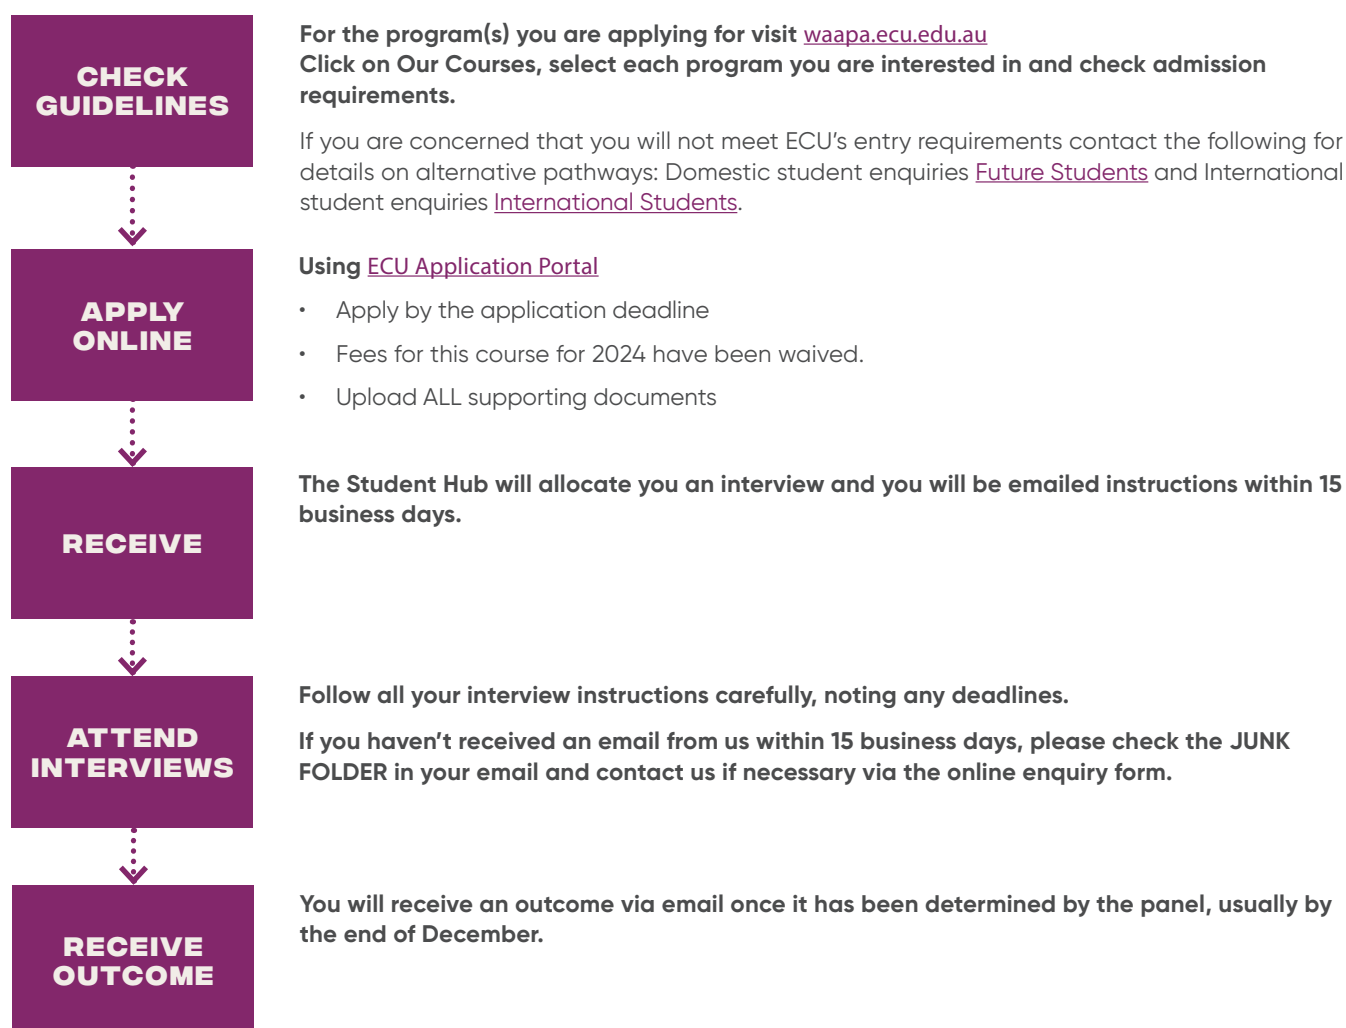 CHECK
GUIDELINES
For the program(s) you are applying for visit waapa.ecu.edu.au
Click on Our Courses, select each program you are interested in and check admission
requirements.
If you are concerned that you will not meet ECU’s entry requirements contact the following for
details on alternative pathways: Domestic student enquiries Future Students and International
student enquiries International Students.
APPLY
ONLINE
Using ECU Application Portal
• Apply by the application deadline
• Fees for this course for 2024 have been waived.
• Upload ALL supporting documents
RECEIVE
The Student Hub will allocate you an interview and you will be emailed instructions within 15
business days.
ATTEND
INTERVIEWS
Follow all your interview instructions carefully, noting any deadlines.
If you haven’t received an email from us within 15 business days, please check the JUNK
FOLDER in your email and contact us if necessary via the online enquiry form.
RECEIVE
OUTCOME
You will receive an outcome via email once it has been determined by the panel, usually by
the end of December.